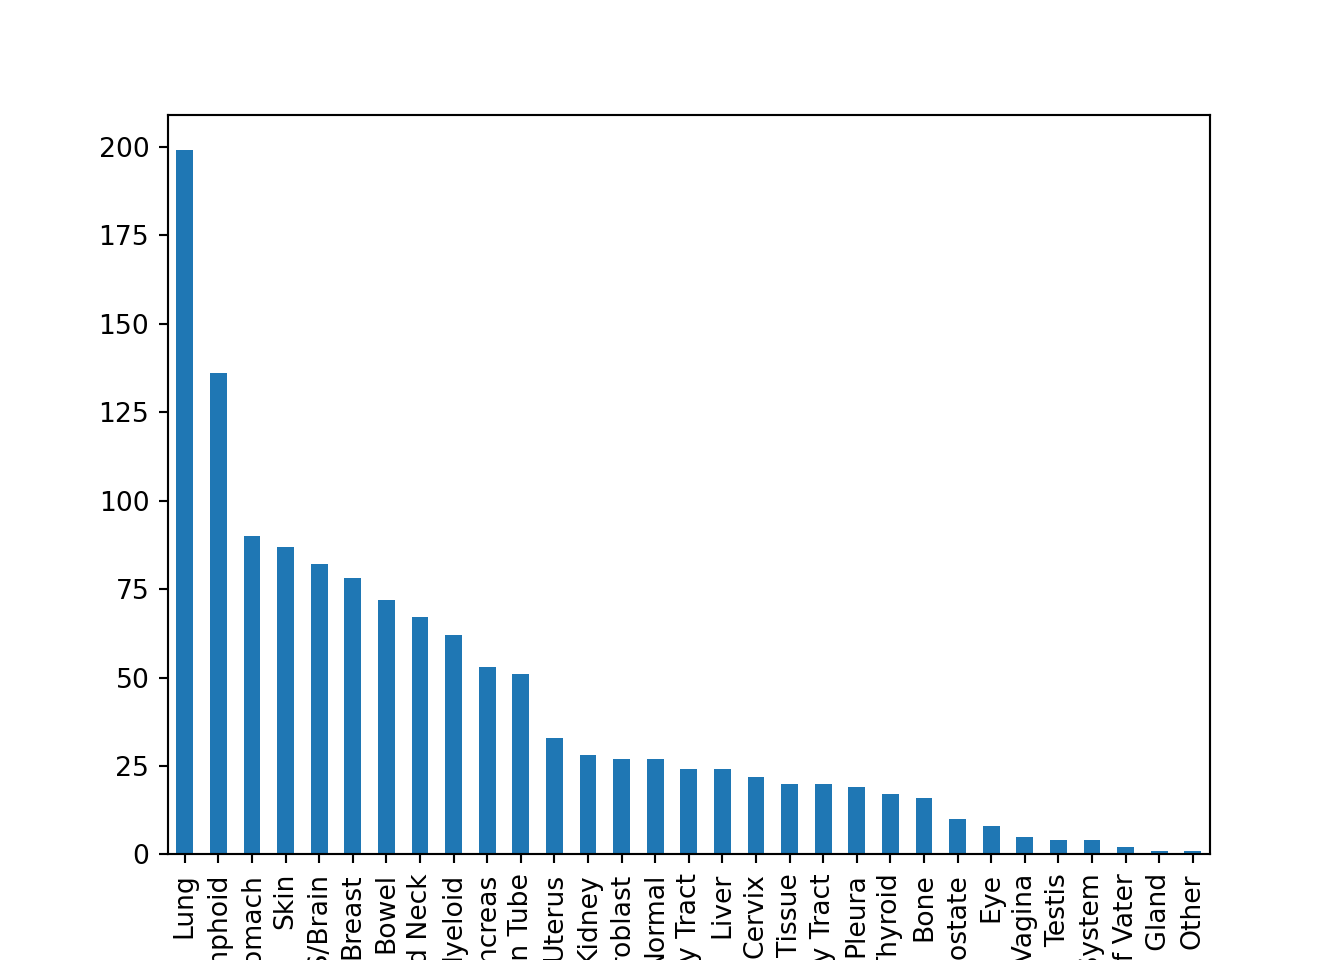 200
175
150
125
100
75
50
25
0
Lung
mphoid
omach
Skin
S/Brain
Breast
Bowel
d Neck
Myeloid
ncreas
n Tube
Uterus
Kidney
roblast
Normal
y Tract
Liver
Cervix
Tissue
y Tract
Pleura
Thyroid
Bone
ostate
Eye
Vagina
Testis
System
f Vater
Gland
Other